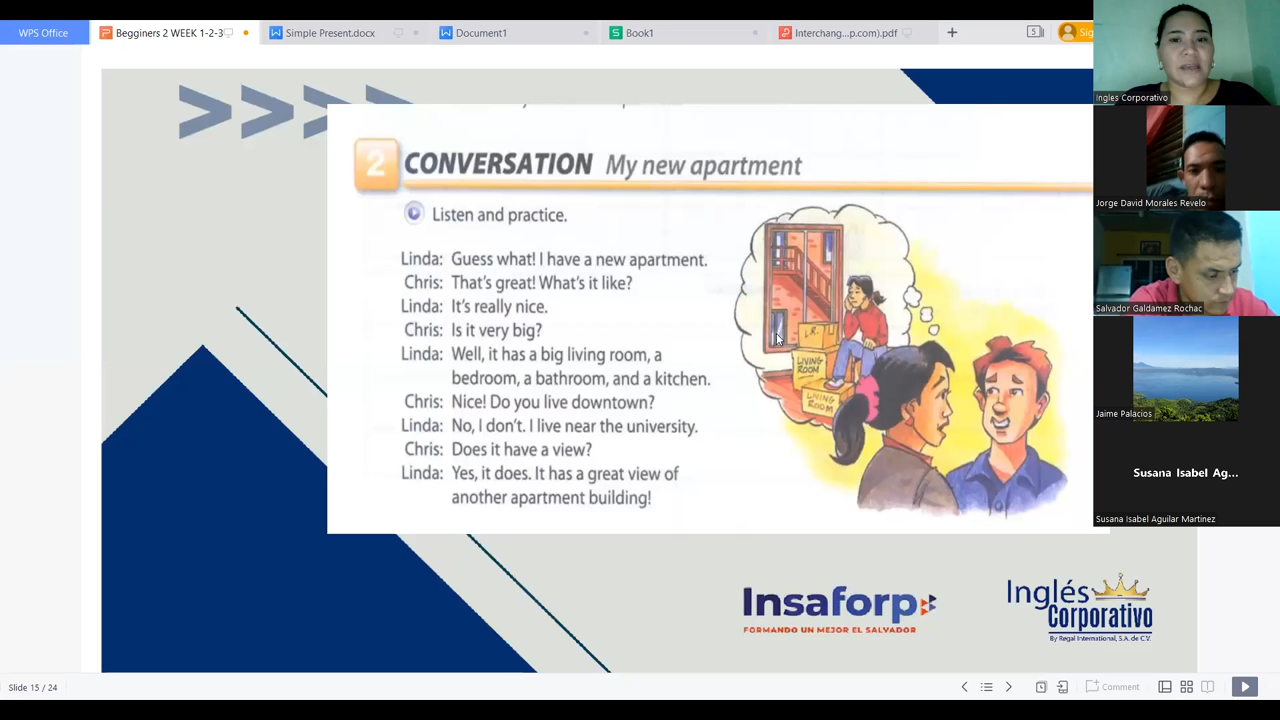 WPS Office
Begginers 2 WEEK 1-2-3
Simple Present.docx
Document1
Book1
Interchang...p.com).pdf
5
Sig
Ingles Corporativo
Jorge David Morales Revelo
Salvador Galdamez Rochac
Jaime Palacios
Susana Isabel Ag...
Susana Isabel Aguilar Martinez
2 CONVERSATION My new apartment
Listen and practice.
Linda: Guess what! I have a new apartment.
Chris: That's great! What's it like?
Linda: It's really nice.
Chris: Is it very big?
Linda: Well, it has a big living room, a
bedroom, a bathroom, and a kitchen.
Chris: Nice! Do you live downtown?
Linda: No, I don't. I live near the university.
Chris: Does it have a view?
Linda: Yes, it does. It has a great view of
another apartment building!
L.R.
LIVING
ROOM
LIVING
ROOM
Insaforp
FORMANDO UN MEJOR EL SALVADOR
Inglés
Corporativo
By Regal International, S.A. de C.V.
Slide 15 / 24
Comment